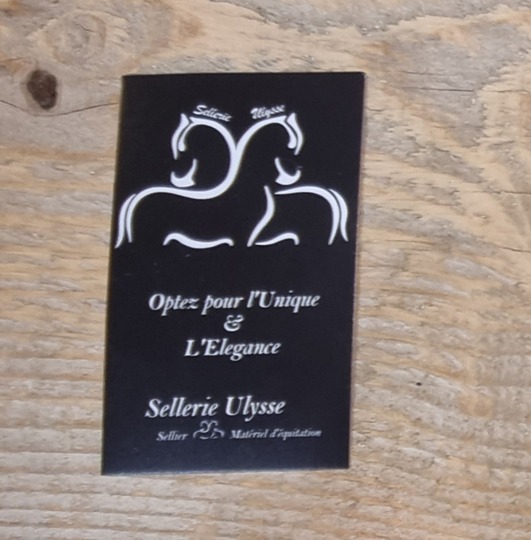 Sellerie Ulysse
Optez pour l'Unique
&
L'Elegance
Sellerie Ulysse
Sellier Matériel d'équitation